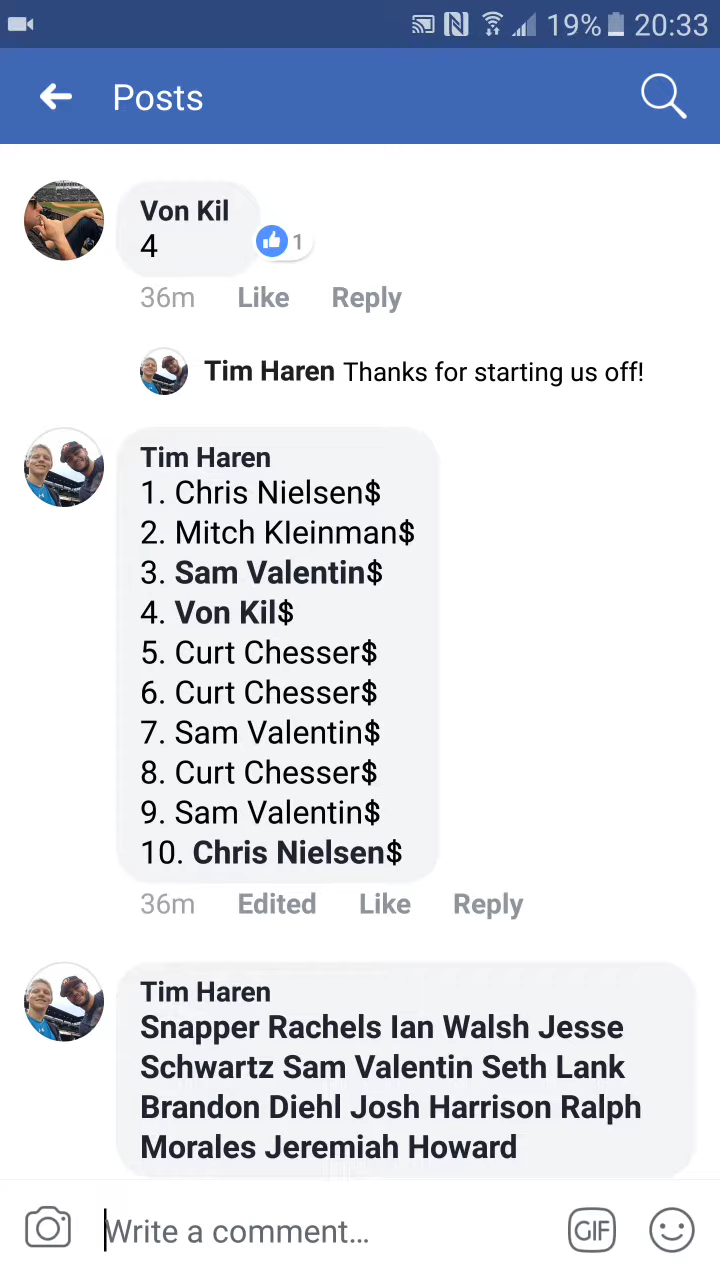 19% 20:33
Posts
Von Kil
4
1
36m Like Reply
Tim Haren Thanks for starting us off!
Tim Haren
1. Chris Nielsen$
2. Mitch Kleinman$
3. Sam Valentin$
4. Von Kil$
5. Curt Chesser$
6. Curt Chesser$
7. Sam Valentin$
8. Curt Chesser$
9. Sam Valentin$
10. Chris Nielsen$
36m Edited Like Reply
Tim Haren
Snapper Rachels Ian Walsh Jesse
Schwartz Sam Valentin Seth Lank
Brandon Diehl Josh Harrison Ralph
Morales Jeremiah Howard
Write a comment...
GIF